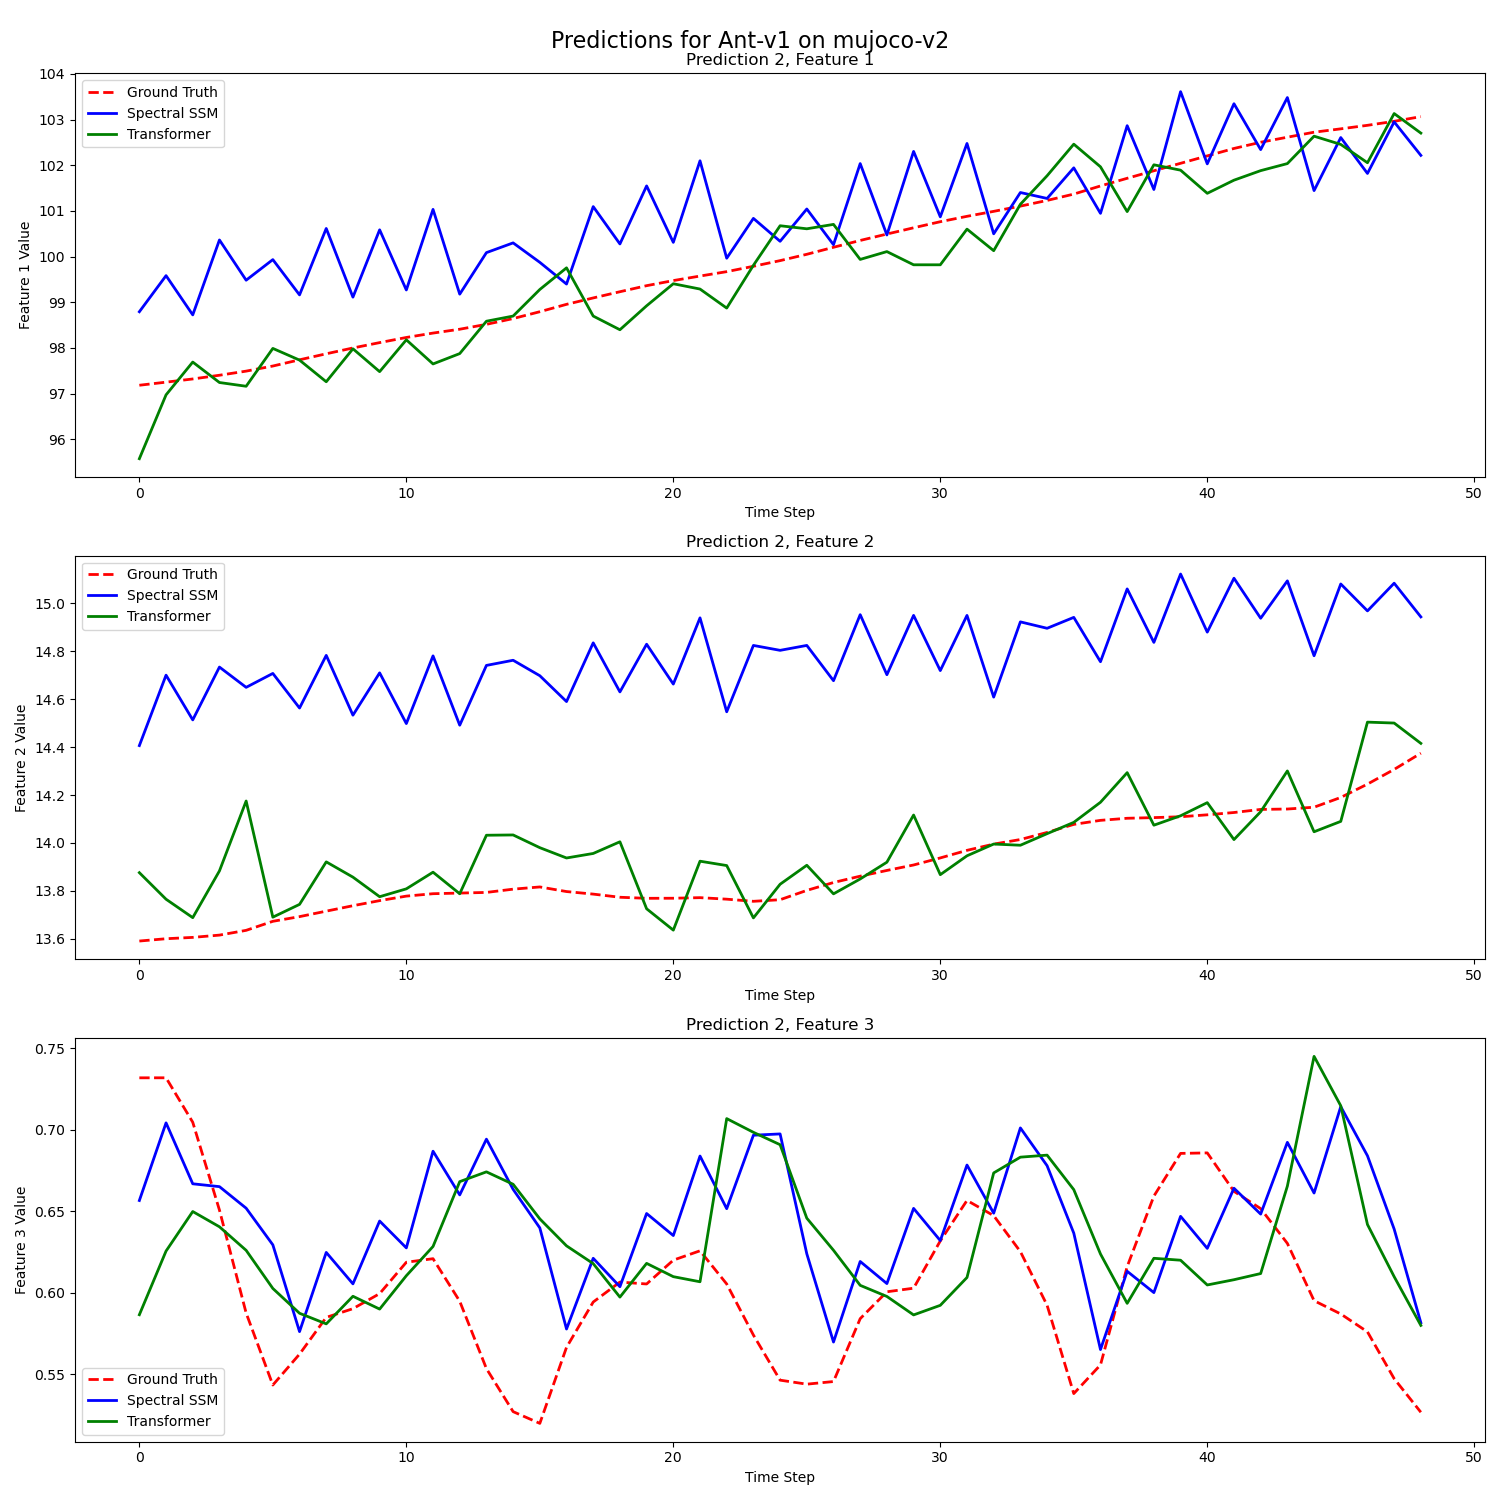 Predictions for Ant-v1 on mujoco-v2
Prediction 2, Feature 1
Ground Truth
Spectral SSM
Transformer
Feature 1 Value
104
103
102
101
100
99
98
97
96
0 10 20 30 40 50
Time Step
Prediction 2, Feature 2
Ground Truth
Spectral SSM
Transformer
Feature 2 Value
15.0
14.8
14.6
14.4
14.2
14.0
13.8
13.6
0 10 20 30 40 50
Time Step
Prediction 2, Feature 3
Feature 3 Value
0.75
0.70
0.65
0.60
0.55
Ground Truth
Spectral SSM
Transformer
0 10 20 30 40 50
Time Step